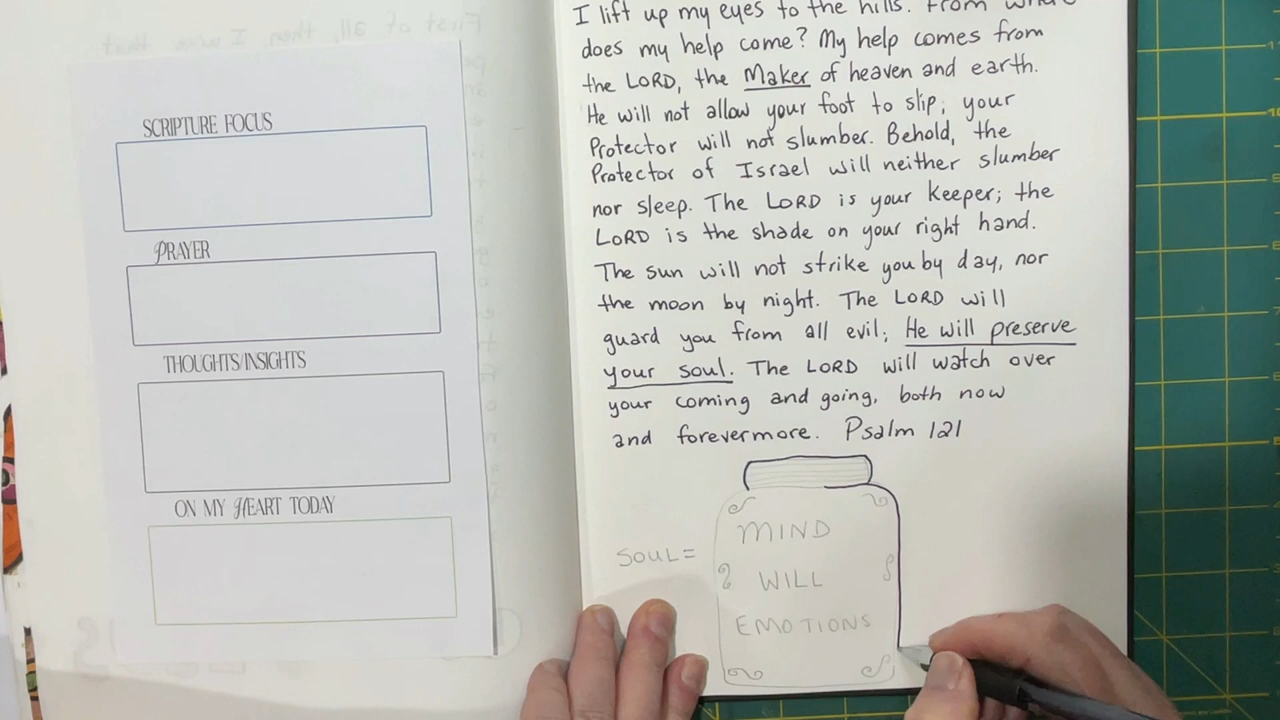 First of all, then, I urge that
SCRIPTURE FOCUS
PRAYER
THOUGHTS/INSIGHTS
ON MY HEART TODAY
I lift up my eyes to the hills. From
does my help come? My help comes from
the LORD, the Maker of heaven and earth.
He will not allow your foot to slip; your
Protector will not slumber. Behold, the
Protector of Israel will neither slumber
nor sleep. The LORD is your keeper; the
LORD is the shade on your right hand.
The sun will not strike you by day, nor
the moon by night. The LORD will
guard you from all evil; He will preserve
your soul. The LORD will watch over
your coming and going, both now
and forevermore. Psalm 121
SOUL =
MIND
WILL
EMOTIONS